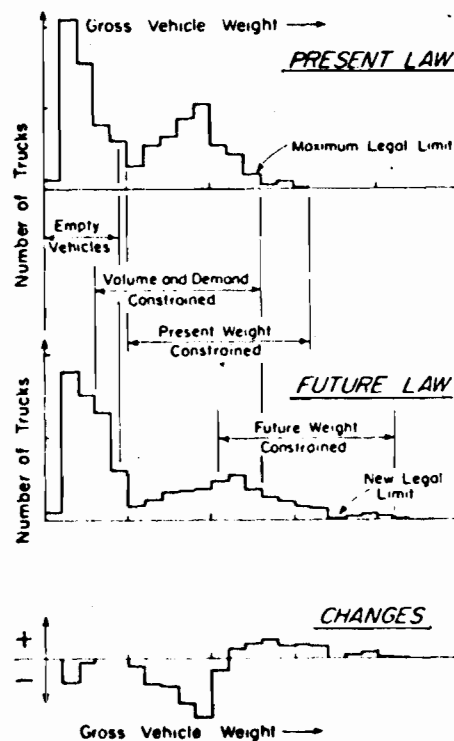 Gross Vehicle Weight
PRESENT LAW
Number of Trucks
Maximum Legal Limit
Empty
Vehicles
Volume and Demand
Constrained
Present Weight
Constrained
FUTURE LAW
Number of Trucks
Future Weight
Constrained
New Legal
Limit
CHANGES
+
—
Gross Vehicle Weight